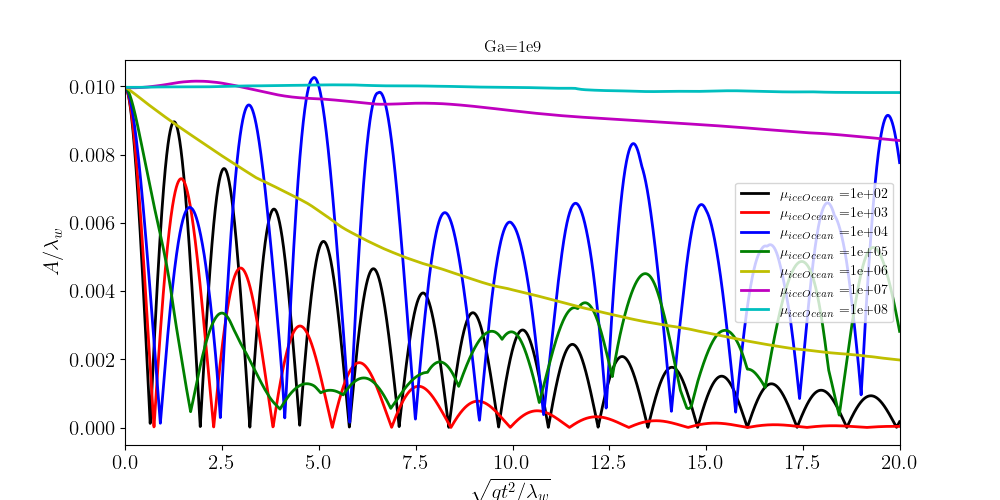 Ga=1e9
A/λ_w
0.010
0.008
0.006
0.004
0.002
0.000
μ_iceOcean =1e+02
μ_iceOcean =1e+03
μ_iceOcean =1e+04
μ_iceOcean =1e+05
μ_iceOcean =1e+06
μ_iceOcean =1e+07
μ_iceOcean =1e+08
0.0 2.5 5.0 7.5 10.0 12.5 15.0 17.5 20.0
√gt²/λ_w